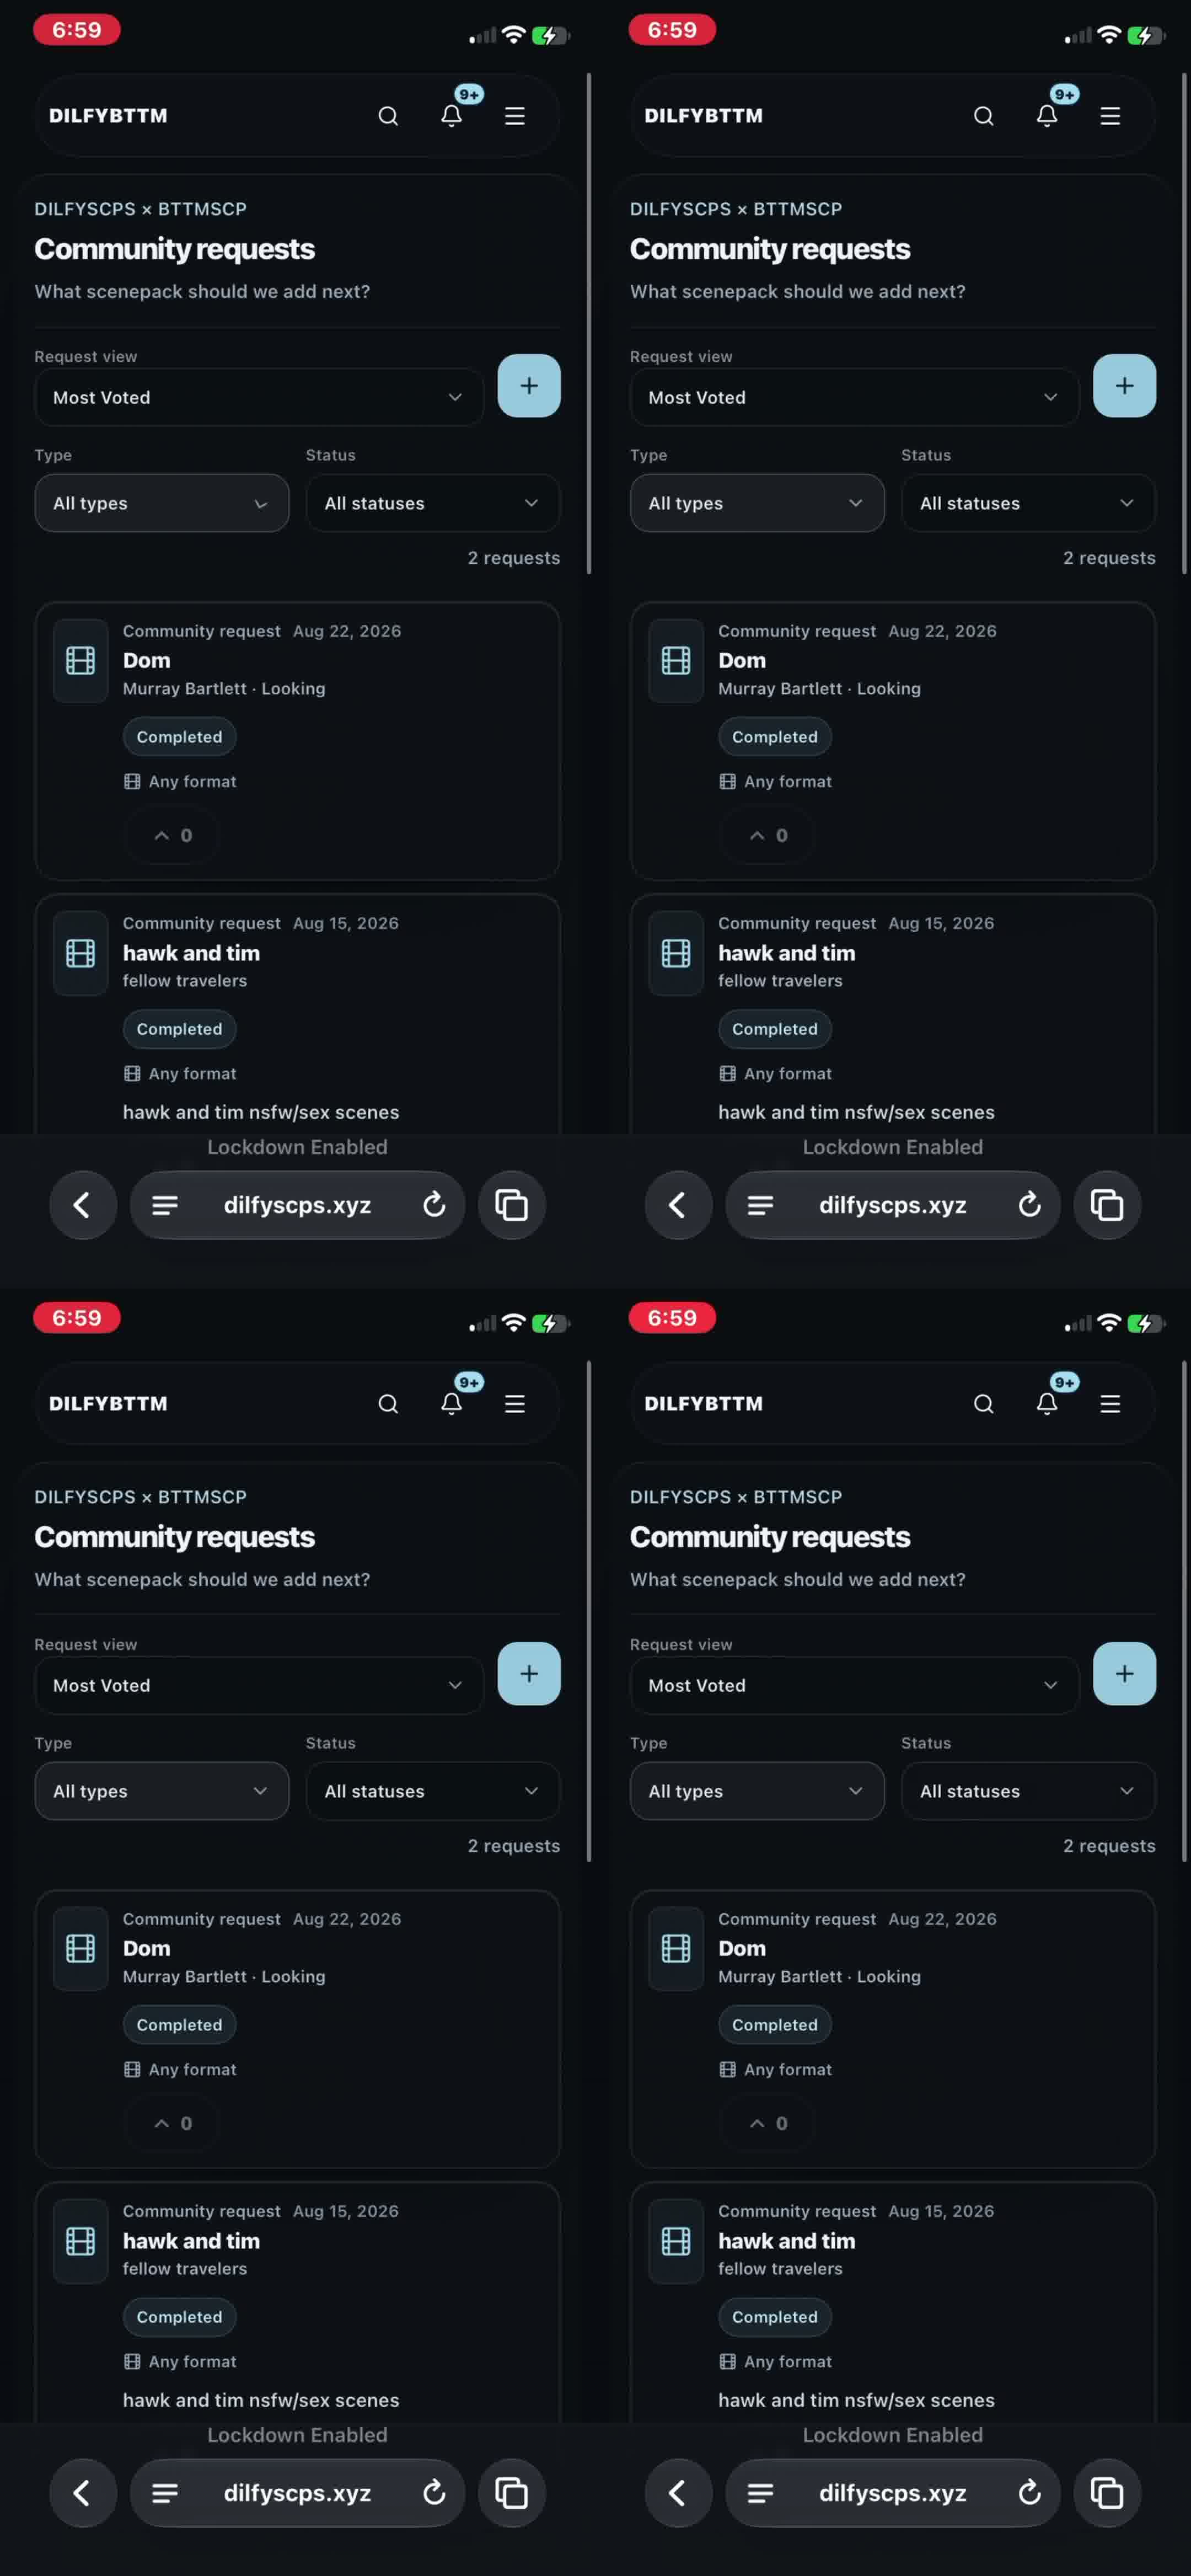 6:59
9+
DILFYBTTM
DILFYSCPS × BTTMSCP
Community requests
What scenepack should we add next?
Request view
Most Voted
+
Type Status
All types All statuses
2 requests
Community request Aug 22, 2026
Dom
Murray Bartlett · Looking
Completed
Any format
0
Community request Aug 15, 2026
hawk and tim
fellow travelers
Completed
Any format
hawk and tim nsfw/sex scenes
Lockdown Enabled
dilfyscps.xyz
6:59
9+
DILFYBTTM
DILFYSCPS × BTTMSCP
Community requests
What scenepack should we add next?
Request view
Most Voted
+
Type Status
All types All statuses
2 requests
Community request Aug 22, 2026
Dom
Murray Bartlett · Looking
Completed
Any format
0
Community request Aug 15, 2026
hawk and tim
fellow travelers
Completed
Any format
hawk and tim nsfw/sex scenes
Lockdown Enabled
dilfyscps.xyz
6:59
9+
DILFYBTTM
DILFYSCPS × BTTMSCP
Community requests
What scenepack should we add next?
Request view
Most Voted
+
Type Status
All types All statuses
2 requests
Community request Aug 22, 2026
Dom
Murray Bartlett · Looking
Completed
Any format
0
Community request Aug 15, 2026
hawk and tim
fellow travelers
Completed
Any format
hawk and tim nsfw/sex scenes
Lockdown Enabled
dilfyscps.xyz
6:59
9+
DILFYBTTM
DILFYSCPS × BTTMSCP
Community requests
What scenepack should we add next?
Request view
Most Voted
+
Type Status
All types All statuses
2 requests
Community request Aug 22, 2026
Dom
Murray Bartlett · Looking
Completed
Any format
0
Community request Aug 15, 2026
hawk and tim
fellow travelers
Completed
Any format
hawk and tim nsfw/sex scenes
Lockdown Enabled
dilfyscps.xyz